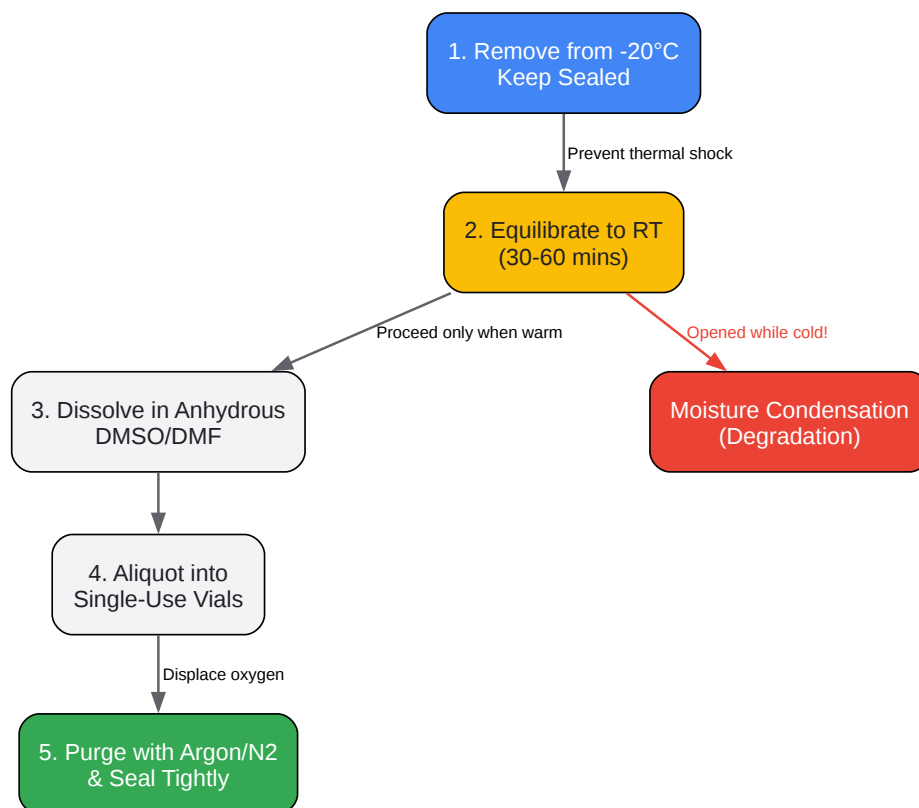 1. Remove from -20°C
Keep Sealed
Prevent thermal shock
2. Equilibrate to RT
(30-60 mins)
Proceed only when warm
Opened while cold!
3. Dissolve in Anhydrous
DMSO/DMF
Moisture Condensation
(Degradation)
4. Aliquot into
Single-Use Vials
Displace oxygen
5. Purge with Argon/N2
& Seal Tightly